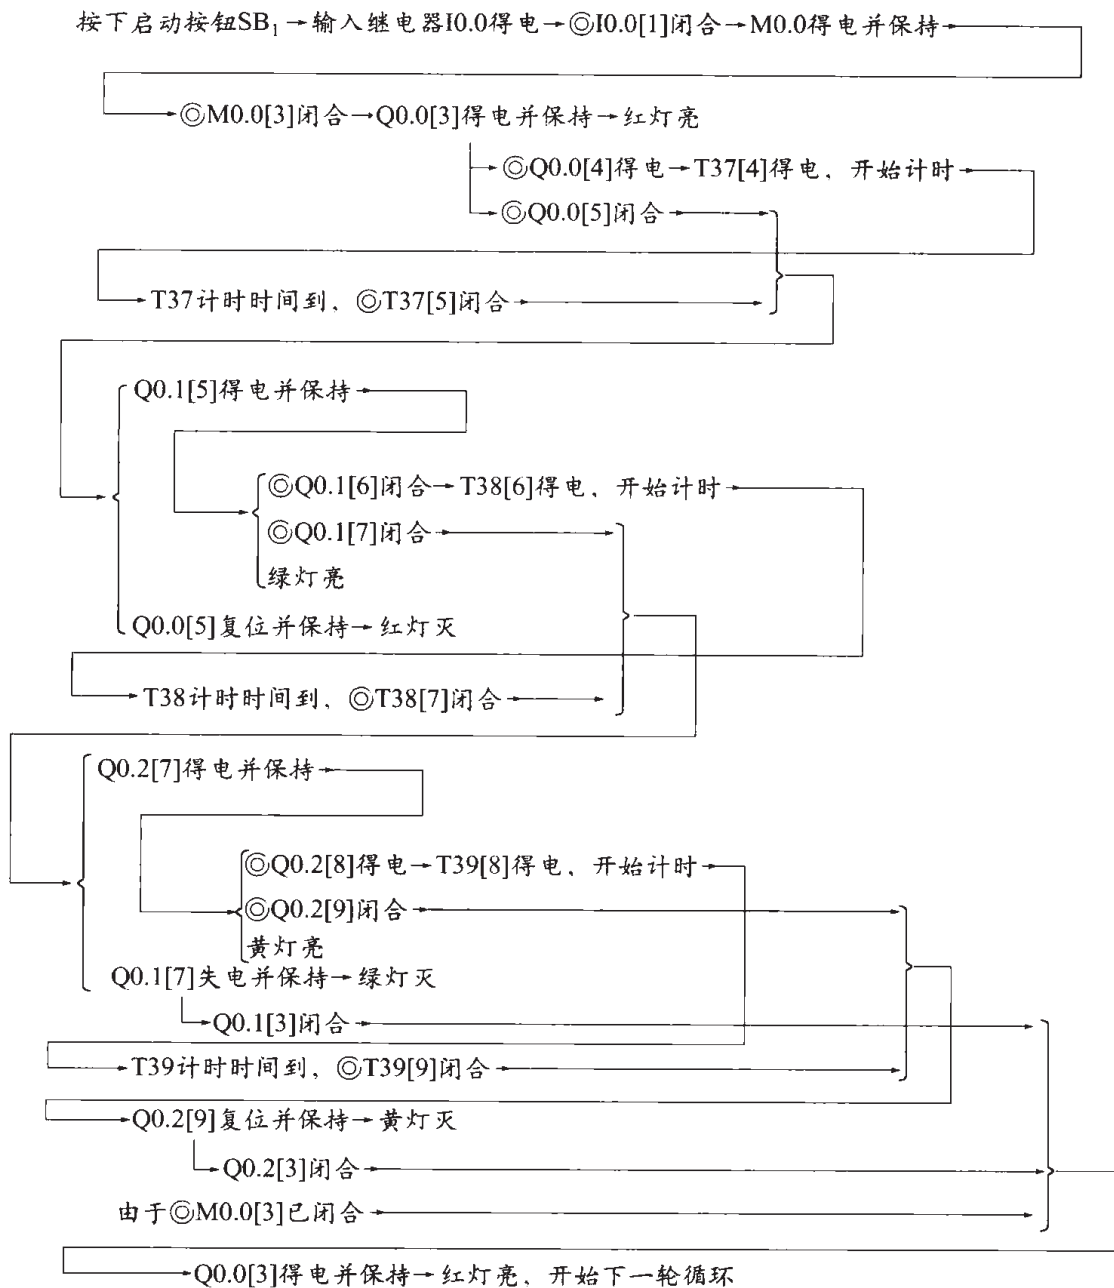 按下启动按钮SB₁→输入继电器I0.0得电→◎I0.0[1]闭合→M0.0得电并保持→
→◎M0.0[3]闭合→Q0.0[3]得电并保持→红灯亮
→◎Q0.0[4]得电→T37[4]得电，开始计时→
→◎Q0.0[5]闭合→
→T37计时时间到，◎T37[5]闭合→
Q0.1[5]得电并保持→
◎Q0.1[6]闭合→T38[6]得电，开始计时→
◎Q0.1[7]闭合→
绿灯亮
Q0.0[5]复位并保持→红灯灭
→T38计时时间到，◎T38[7]闭合→
Q0.2[7]得电并保持→
◎Q0.2[8]得电→T39[8]得电，开始计时→
◎Q0.2[9]闭合→
黄灯亮
Q0.1[7]失电并保持→绿灯灭
→Q0.1[3]闭合→
→T39计时时间到，◎T39[9]闭合→
→Q0.2[9]复位并保持→黄灯灭
→Q0.2[3]闭合→
由于◎M0.0[3]已闭合→
→Q0.0[3]得电并保持→红灯亮，开始下一轮循环